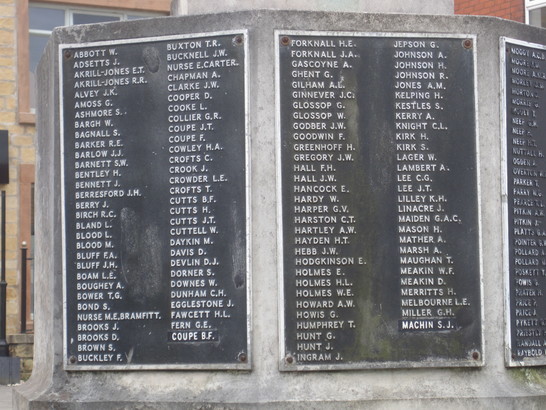 ABBOTT W.
ADSETTS J.
AKRILL-JONES E.T.
AKRILL-JONES R.R.
ALVEY J.K.
AMOSS G.
ASHMORE S.
BARGH W.
BAGNALL S.
BARKER R.E.
BARLOW J.J.
BARNETT S.W.
BENTLEY H.
BENNETT J.
BERRESFORD J.H.
BERRY J.
BIRCH R.C.
BLAND L.
BLOOD L.
BLOOD M.
BLUFF F.A.
BLUFF J.H.
BOAM L.E.
BOUGHEY A.
BOWER T.G.
BOND S.
NURSE M.E. BRAMFITT.
BROOKS J.
BROOKS D.
BROWN S.
BUCKLEY F.
BUXTON T.R.
BUCKNELL J.W.
NURSE E. CARTER.
CHAPMAN A.
CLARKE J.W.
COOPER D.
COOKE L.
COLLIER G.R.
COUPE J.T.
COUPE F.
COWLEY H.A.
CROFTS C.
CROOK J.
CROWDER L.E.
CROFTS T.
CUTTS B.F.
CUTTS H.
CUTTS J.T.
CUTTELL W.
DAYKIN M.
DAVIS D.
DEVLIN D.J.
DORNER S.
DOWNES W.
DUNHAM C.H.
EGGLESTONE J.
FAWCETT H.L.
FERN G.E.
COUPE B.F.
FORKNALL H.E.
FORKNALL J.A.
GASCOYNE A.
GHENT G.
GILHAM A.L.
GINNEVER J.C.
GLOSSOP G.
GLOSSOP W.
GODBER J.W.
GOODWIN F.
GREENHOFF H.
GREGORY J.W.
HALL F.H.
HALL J.W.
HANCOCK E.
HARDY W.
HARPER G.V.
HARSTON C.T.
HARTLEY A.W.
HAYDEN H.T.
HEBB J.W.
HODGKINSON E.
HOLMES E.
HOLMES H.L.
HOLMES W.E.
HOWARD A.W.
HOWIS G.
HUMPHREY T.
HUNT G.
HUNT J.
INGRAM J.
JEPSON G.
JOHNSON A.
JOHNSON H.
JOHNSON R.
JONES A.M.
KEELPING H.
KESTLES S.
KERRY A.
KNIGHT C.L.
KIRK H.
KIRK S.
LAGER W.
LAMBERT A.
LEE C.G.
LEE J.T.
LILLEY K.H.
LINACRE J.
MAIDEN G.A.C.
MASON H.
MATHER A.
MARSH A.
MAUGHAN T.
MEAKIN W.F.
MEAKIN D.
MERRITTS H.
MELBOURNE L.E.
MILLER G.H.
MACHIN S.J.